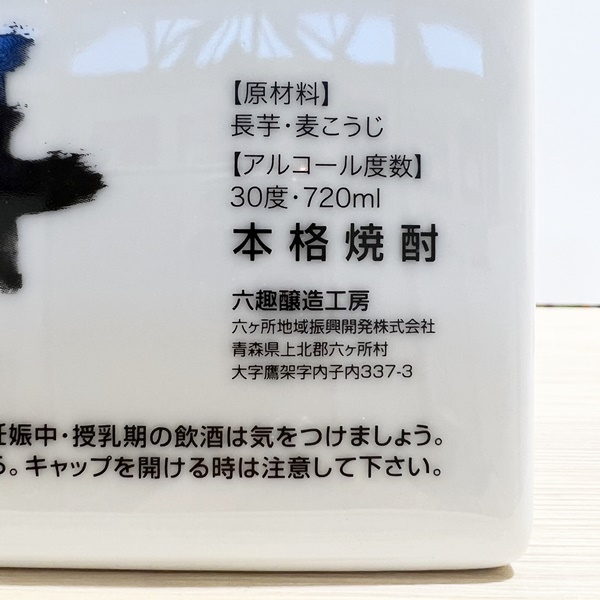 【原材料】
長芋・麦こうじ
【アルコール度数】
30度・720ml
本格焼酎
六趣醸造工房
六ヶ所地域振興開発株式会社
青森県上北郡六ヶ所村
大字鷹架字内子内337-3
妊娠中・授乳期の飲酒は気をつけましょう。
う。キャップを開ける時は注意して下さい。